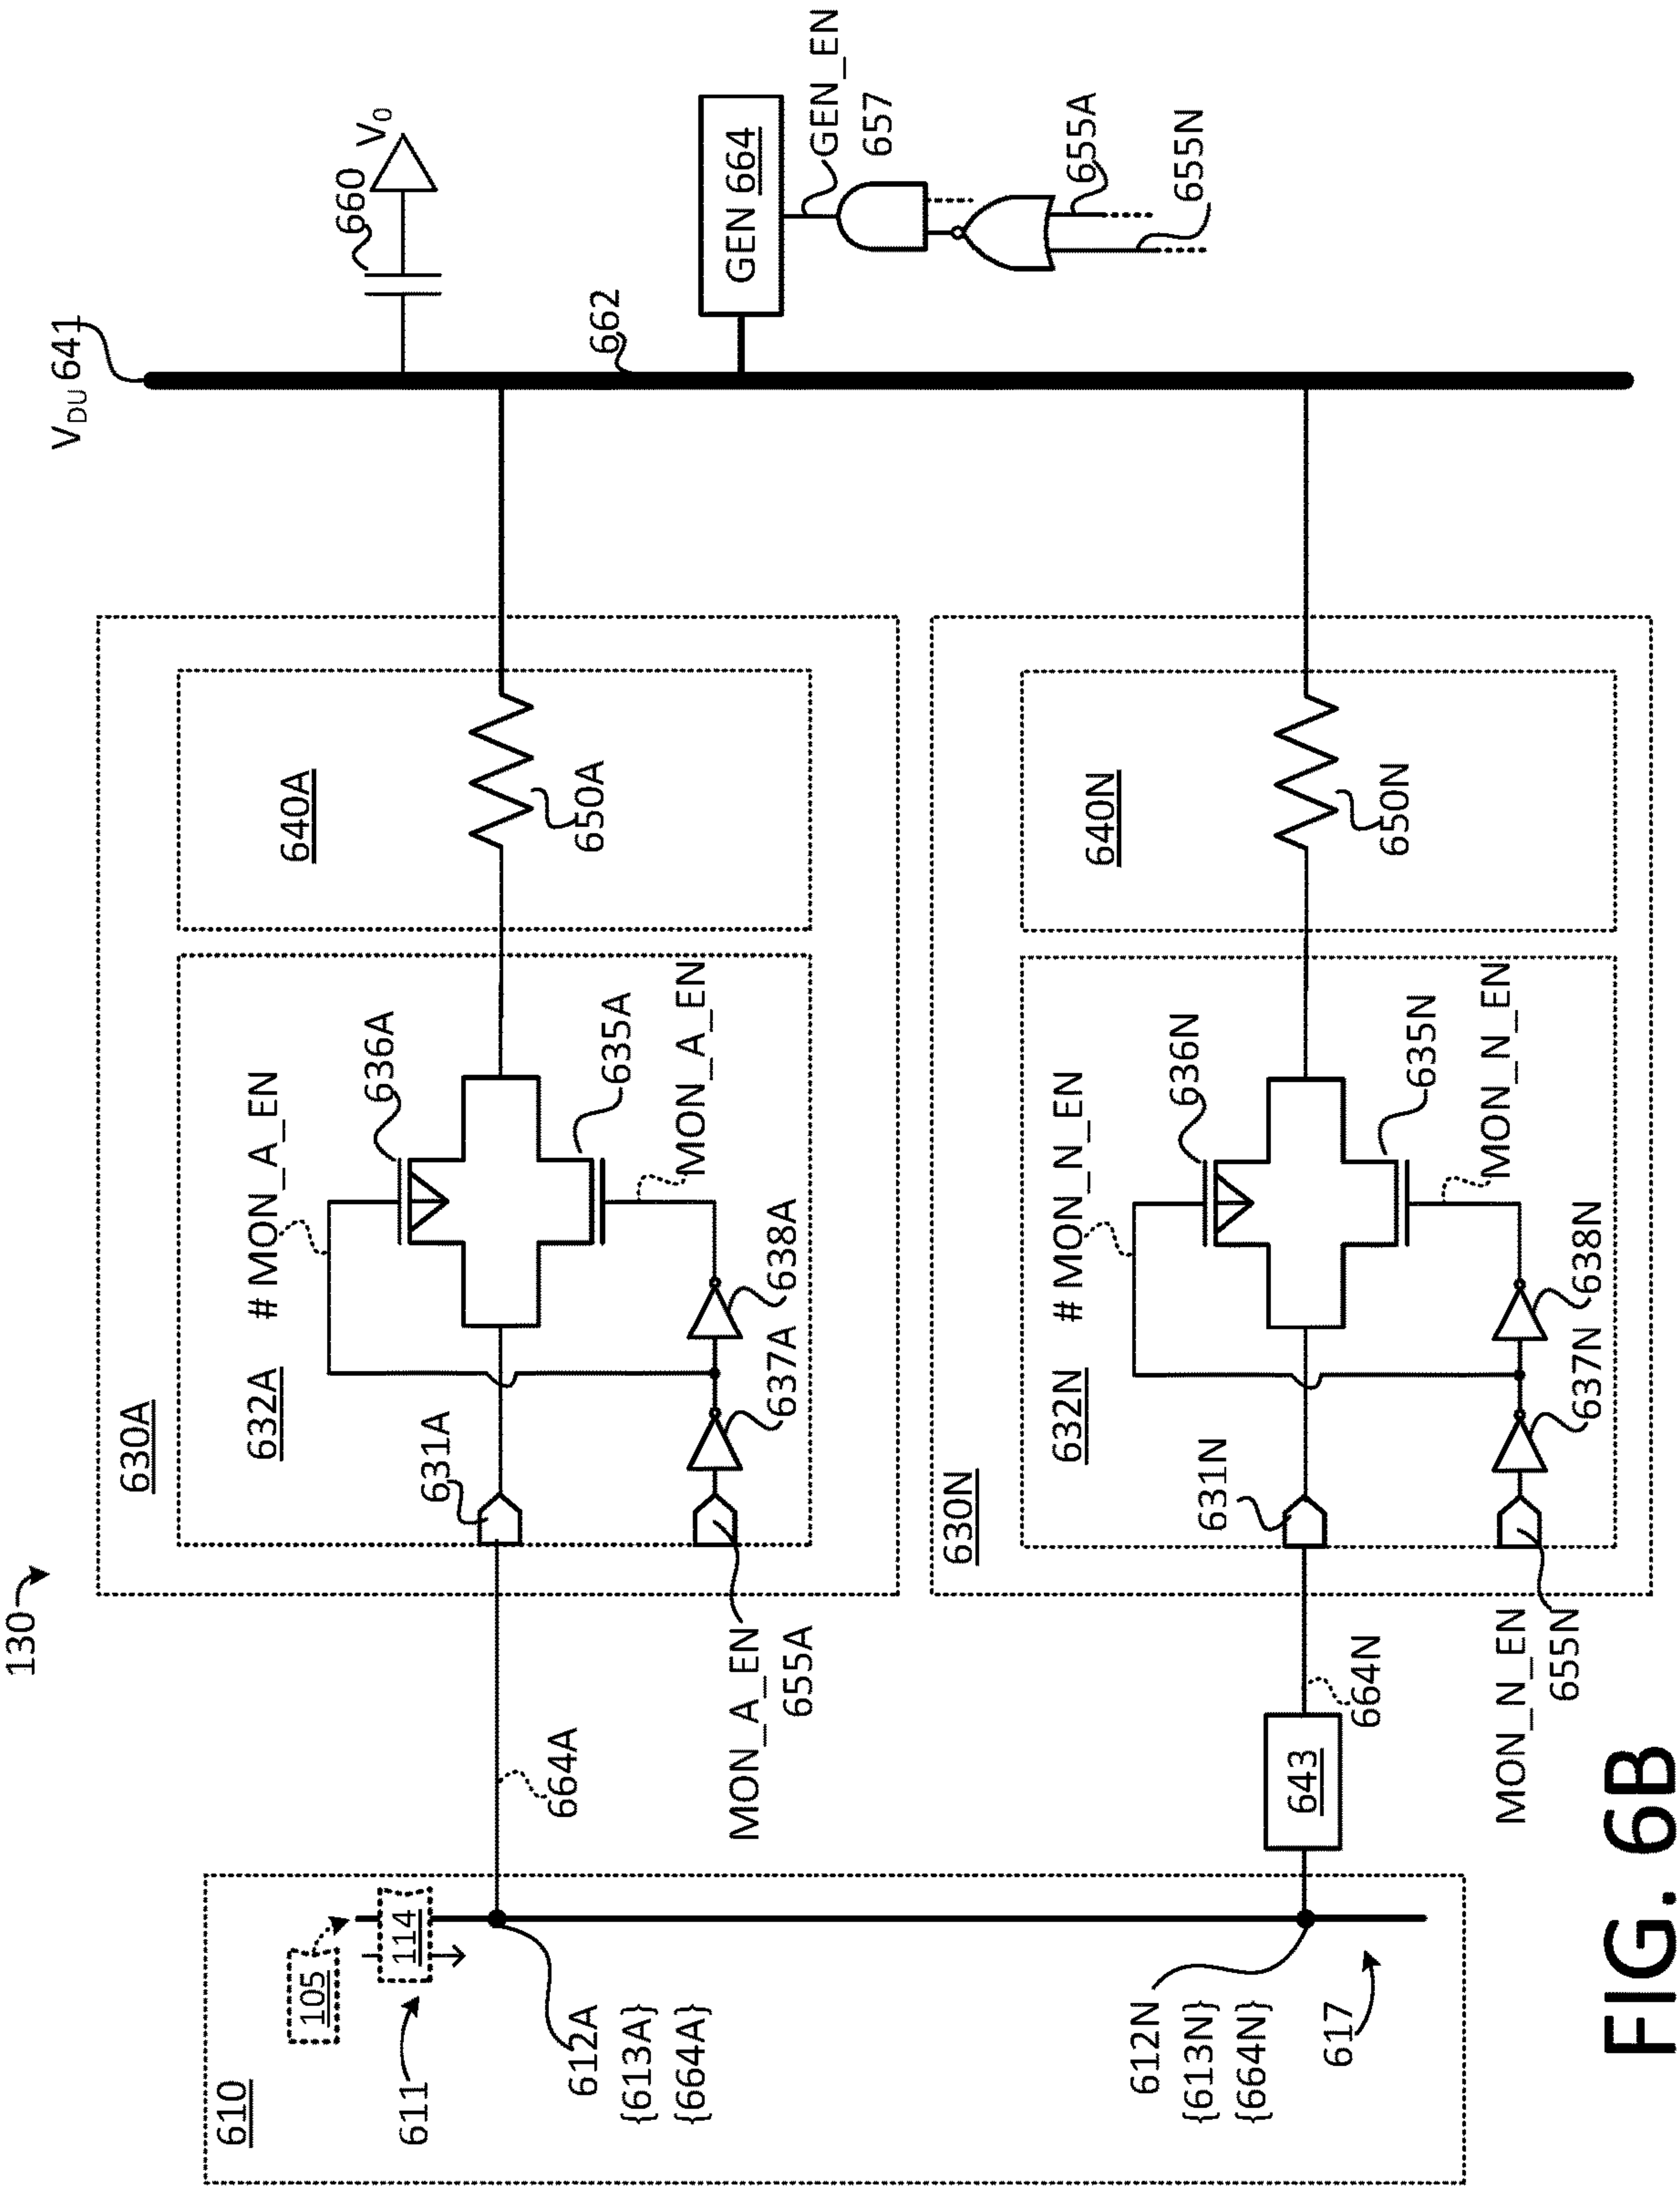 130
610
105
114
611
612A
{613A}
{664A}
612N
{613N}
{664N}
617
664A
643
664N
MON_A_EN
655A
MON_N_EN
655N
630A
632A
# MON_A_EN
631A
636A
635A
MON_A_EN
637A
638A
640A
650A
630N
632N
# MON_N_EN
631N
636N
635N
MON_N_EN
637N
638N
640N
650N
VDU 641
660
V0
662
GEN 664
GEN_EN
657
655A
655N
FIG. 6B